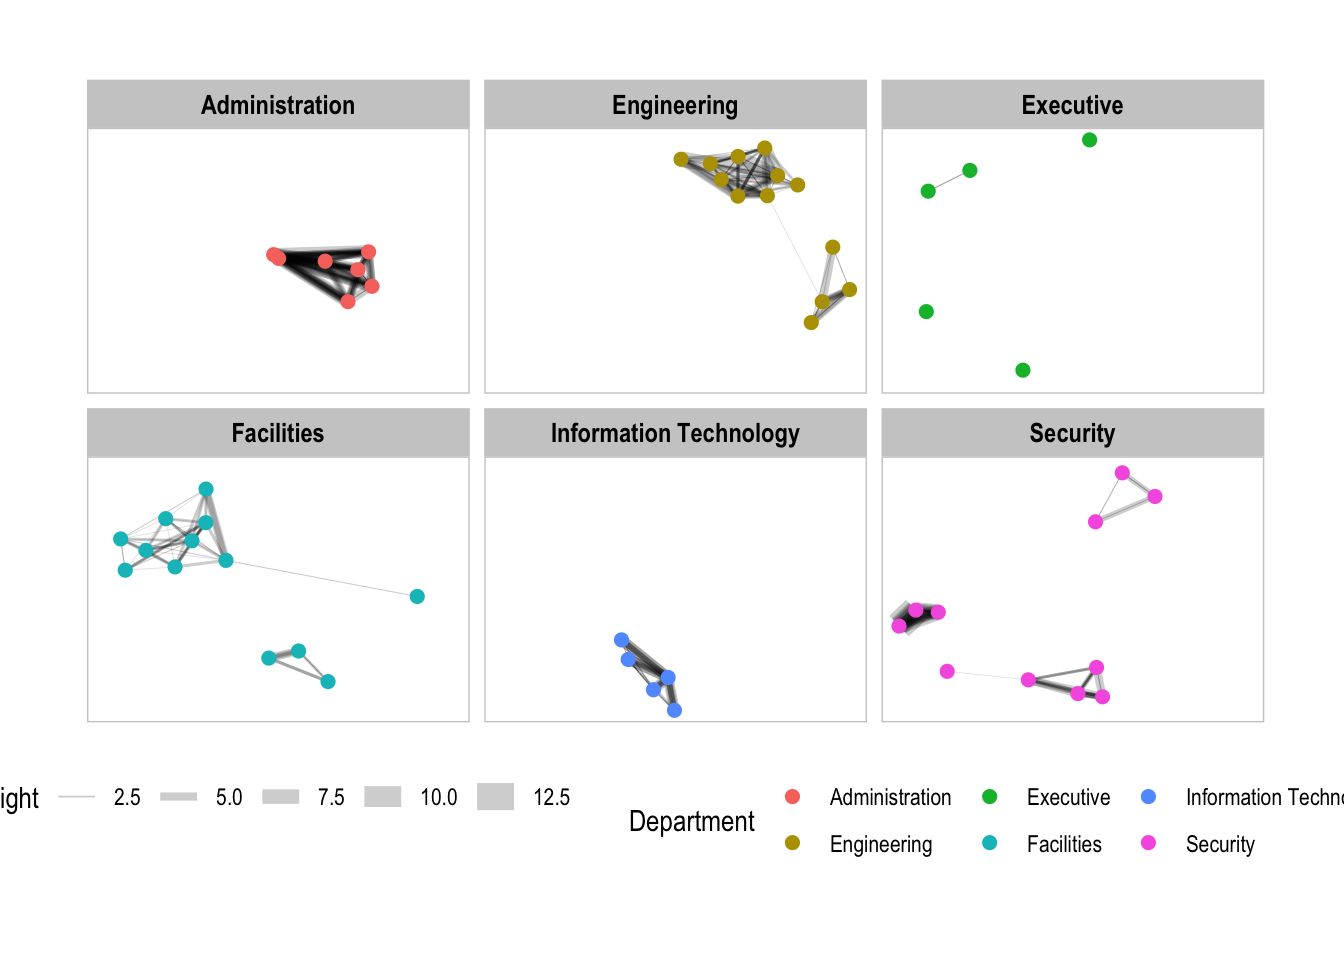 Administration
Engineering
Executive
Facilities
Information Technology
Security
2.5 5.0 7.5 10.0 12.5
Department
Administration Executive Information
Engineering Facilities Security